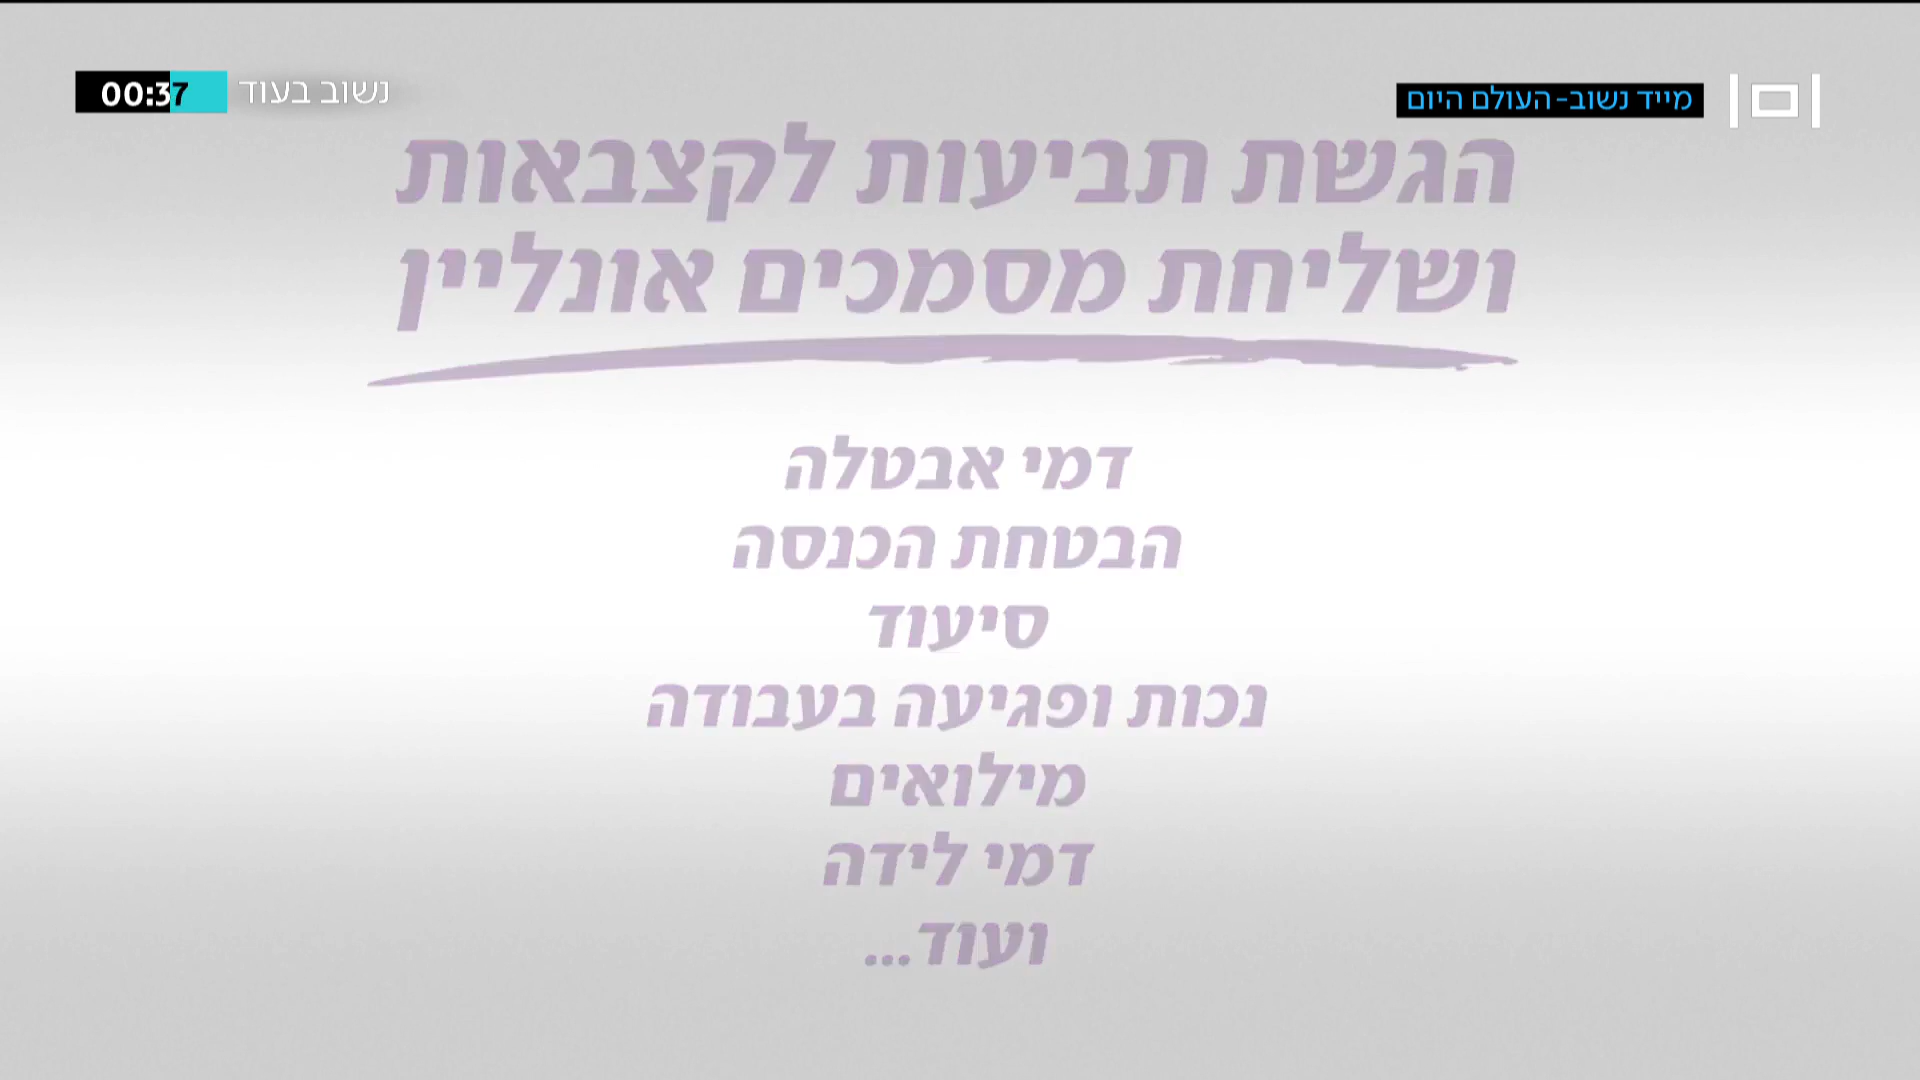 מייד נשוב- העולם היום
נשוב בעוד
00:37
הגשת תביעות לקצבאות
ושליחת מסמכים אונליין
דמי אבטלה
הבטחת הכנסה
סיעוד
נכות ופגיעה בעבודה
מילואים
דמי לידה
ועוד...